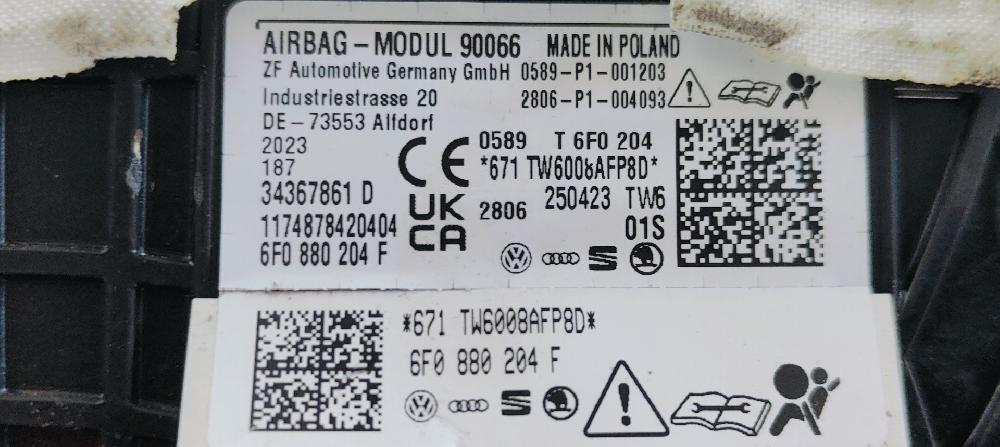 AIRBAG-MODUL 90066 MADE IN POLAND
ZF Automotive Germany GmbH 0589-P1-001203
Industriestrasse 20 2806-P1-004093
DE-73553 Alfdorf
2023
187
34367861 D
1174878420404
6F0 880 204 F
CE
UK
CA
0589 T 6F0 204
*671 TW6008AFP8D*
2806 250423 TW6
01S
*671 TW6008AFP8D*
6F0 880 204 F